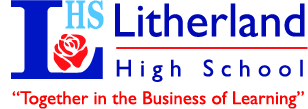 LHS
Litherland
High School
“Together in the Business of Learning”